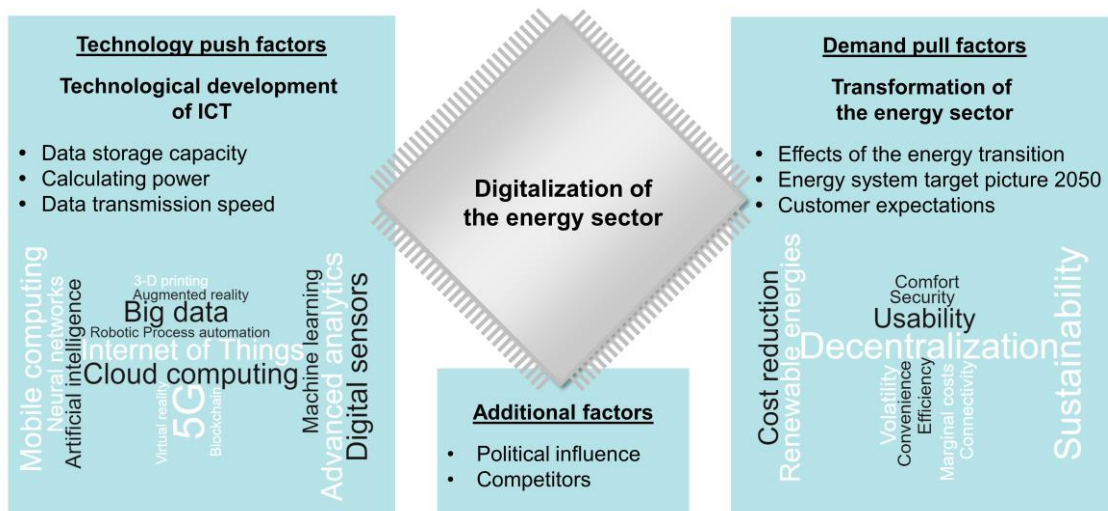 Technology push factors
Technological development
of ICT
• Data storage capacity
• Calculating power
• Data transmission speed
Mobile computing
Neural networks
Artificial intelligence
3-D printing
Augmented reality
Big data
Robotic Process automation
Internet of Things
Cloud computing
Virtual reality
5G
Blockchain
Machine learning
Advanced analytics
Digital sensors
Digitalization of
the energy sector
Additional factors
• Political influence
• Competitors
Demand pull factors
Transformation of
the energy sector
• Effects of the energy transition
• Energy system target picture 2050
• Customer expectations
Cost reduction
Renewable energies
Comfort
Security
Usability
Decentralization
Volatility
Convenience
Efficiency
Marginal costs
Connectivity
Sustainability